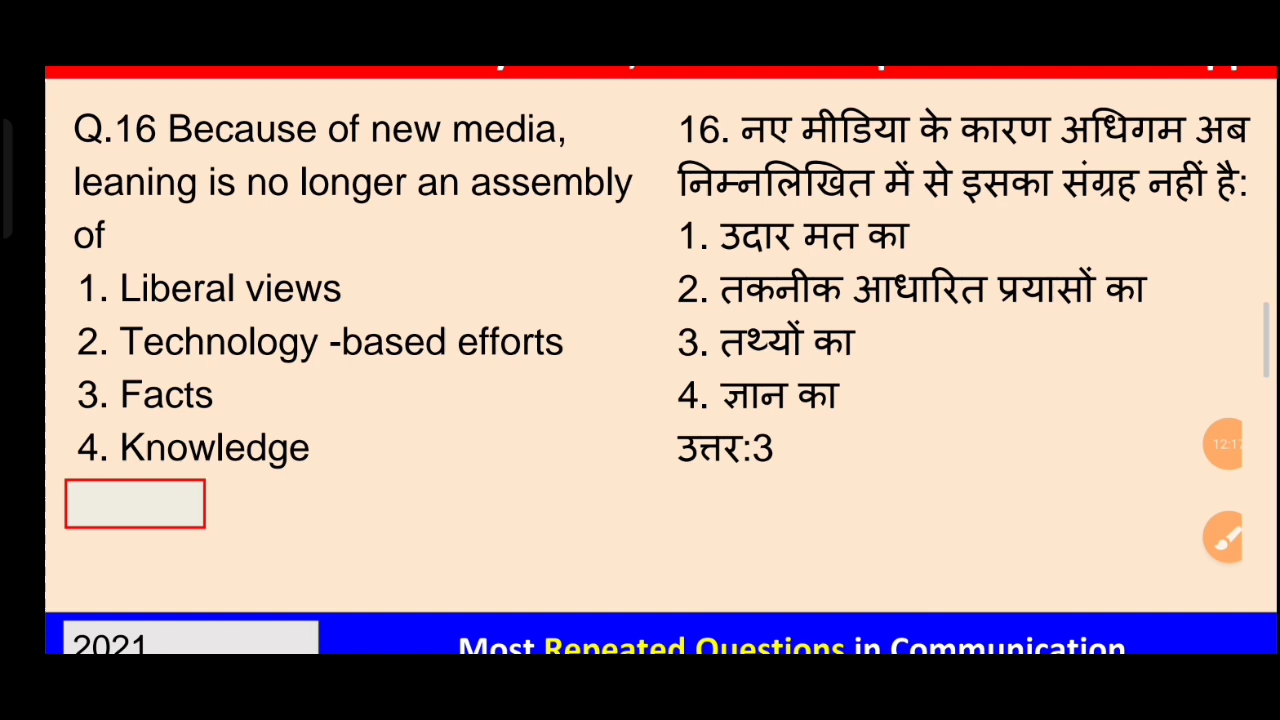 Q.16 Because of new media,
leaning is no longer an assembly
of
1. Liberal views
2. Technology -based efforts
3. Facts
4. Knowledge
16. नए मीडिया के कारण अधिगम अब
निम्नलिखित में से इसका संग्रह नहीं है:
1. उदार मत का
2. तकनीक आधारित प्रयासों का
3. तथ्यों का
4. ज्ञान का
उत्तर:3
2021
Most Repeated Questions in Communication